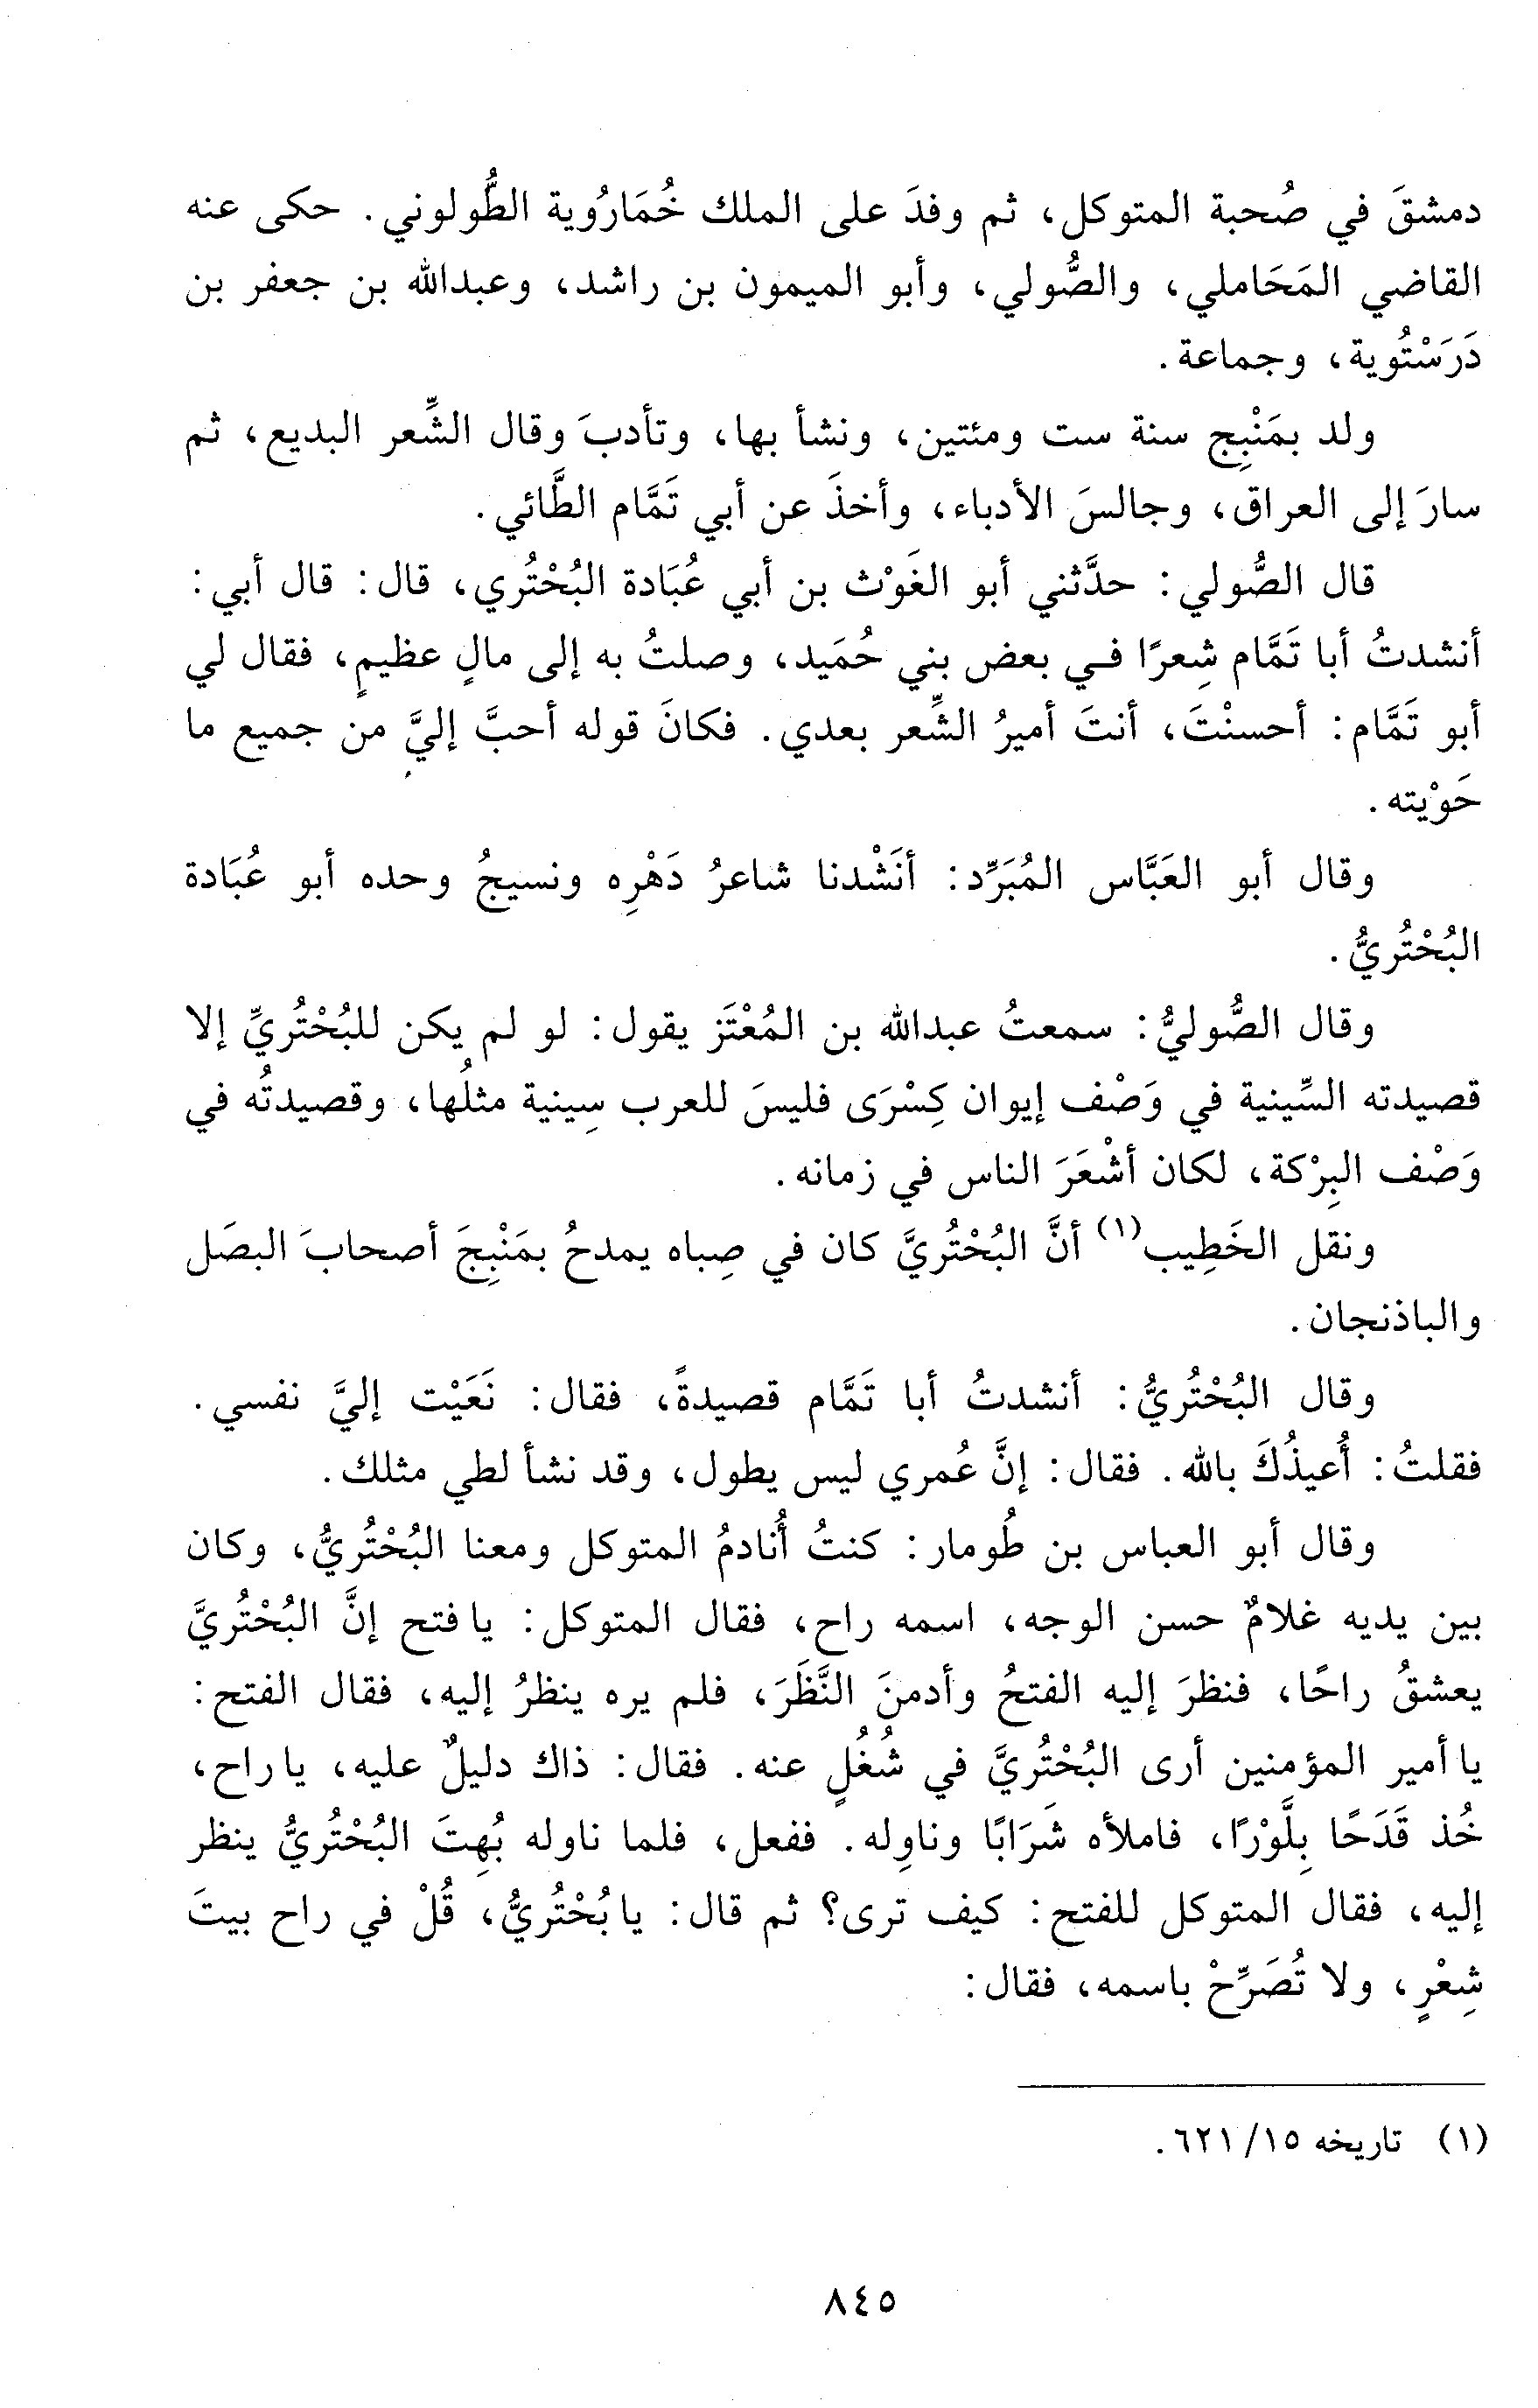 دمشقَ في صُحبة المتوكل، ثم وفدَ على الملك خُمَارُوية الطُّولوني. حكى عنه
القاضي المَحَاملي، والصُّولي، وأبو الميمون بن راشد، وعبدالله بن جعفر بن
دَرَسْتُوية، وجماعة.
ولد بمَنْبِج سنة ست ومئتين، ونشأ بها، وتأدبَ وقال الشِّعر البديع، ثم
سارَ إلى العراق، وجالسَ الأدباء، وأخذَ عن أبي تَمَّام الطَّائي.
قال الصُّولي: حدَّثني أبو الغَوْث بن أبي عُبَادة البُحْتُري، قال: قال أبي:
أنشدتُ أبا تَمَّام شِعرًا في بعض بني حُمَيد، وصلتُ به إلى مالٍ عظيمٍ، فقال لي
أبو تَمَّام: أحسنْتَ، أنتَ أميرُ الشِّعر بعدي. فكانَ قوله أحبَّ إليَّ من جميع ما
حَوْيته.
وقال أبو العَبَّاس المُبَرِّد: أنَشْدنا شاعرُ دَهْرِه ونسيجُ وحده أبو عُبَادة
البُحْتُريُّ.
وقال الصُّوليُّ: سمعتُ عبدالله بن المُعْتَز يقول: لو لم يكن للبُحْتُريِّ إلا
قصيدته السِّينية في وَصْف إيوان كِسْرَى فليسَ للعرب سِينية مثلُها، وقصيدتُه في
وَصْف البِرْكة، لكان أشْعَرَ الناس في زمانه.
ونقل الخَطِيب(١) أنَّ البُحْتُريَّ كان في صِباه يمدحُ بمَنْبِجَ أصحابَ البصَل
والباذنجان.
وقال البُحْتُريُّ: أنشدتُ أبا تَمَّام قصيدةً، فقال: نَعَيْت إليَّ نفسي.
فقلتُ: أُعيذُكَ بالله. فقال: إنَّ عُمري ليس يطول، وقد نشأ لطي مثلك.
وقال أبو العباس بن طُومار: كنتُ أُنادمُ المتوكل ومعنا البُحْتُريُّ، وكان
بين يديه غلامٌ حسن الوجه، اسمه راح، فقال المتوكل: يا فتح إنَّ البُحْتُريَّ
يعشقُ راحًا، فنظرَ إليه الفتحُ وأدمنَ النَّظَرَ، فلم يره ينظرُ إليه، فقال الفتح:
يا أمير المؤمنين أرى البُحْتُريَّ في شُغُلٍ عنه. فقال: ذاك دليلٌ عليه، يا راح،
خُذ قَدَحًا بِلَّوْرًا، فاملأه شَرَابًا وناوِله. ففعل، فلما ناوله بُهِتَ البُحْتُريُّ ينظر
إليه، فقال المتوكل للفتح: كيف ترى؟ ثم قال: يا بُحْتُريُّ، قُلْ في راح بيتَ
شِعْرٍ، ولا تُصَرِّحْ باسمه، فقال:
(١) تاريخه ١٥/ ٦٢١.
٨٤٥